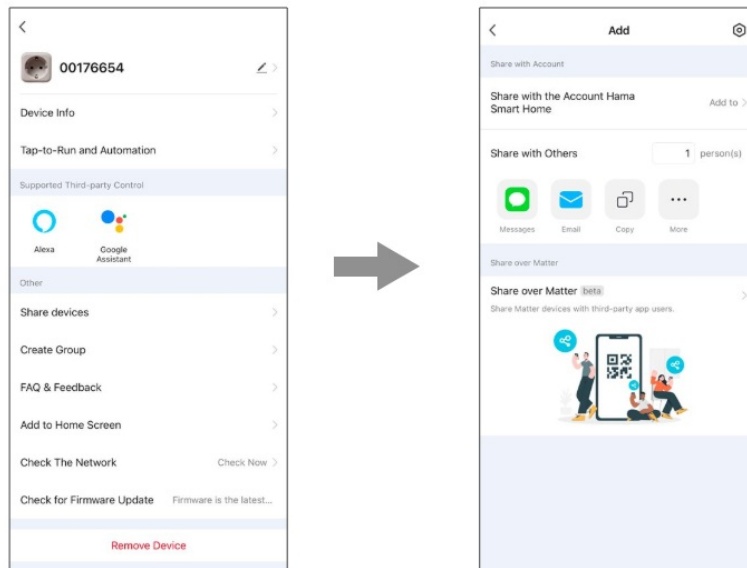 00176654
Device Info
Tap-to-Run and Automation
Supported Third-party Control
Alexa
Google
Assistant
Other
Share devices
Create Group
FAQ & Feedback
Add to Home Screen
Check The Network Check Now
Check for Firmware Update Firmware is the latest...
Remove Device
Add
Share with Account
Share with the Account Hama
Smart Home
Add to
Share with Others 1 person(s)
Messages Email Copy More
Share over Matter
Share over Matter beta
Share Matter devices with third-party app users.